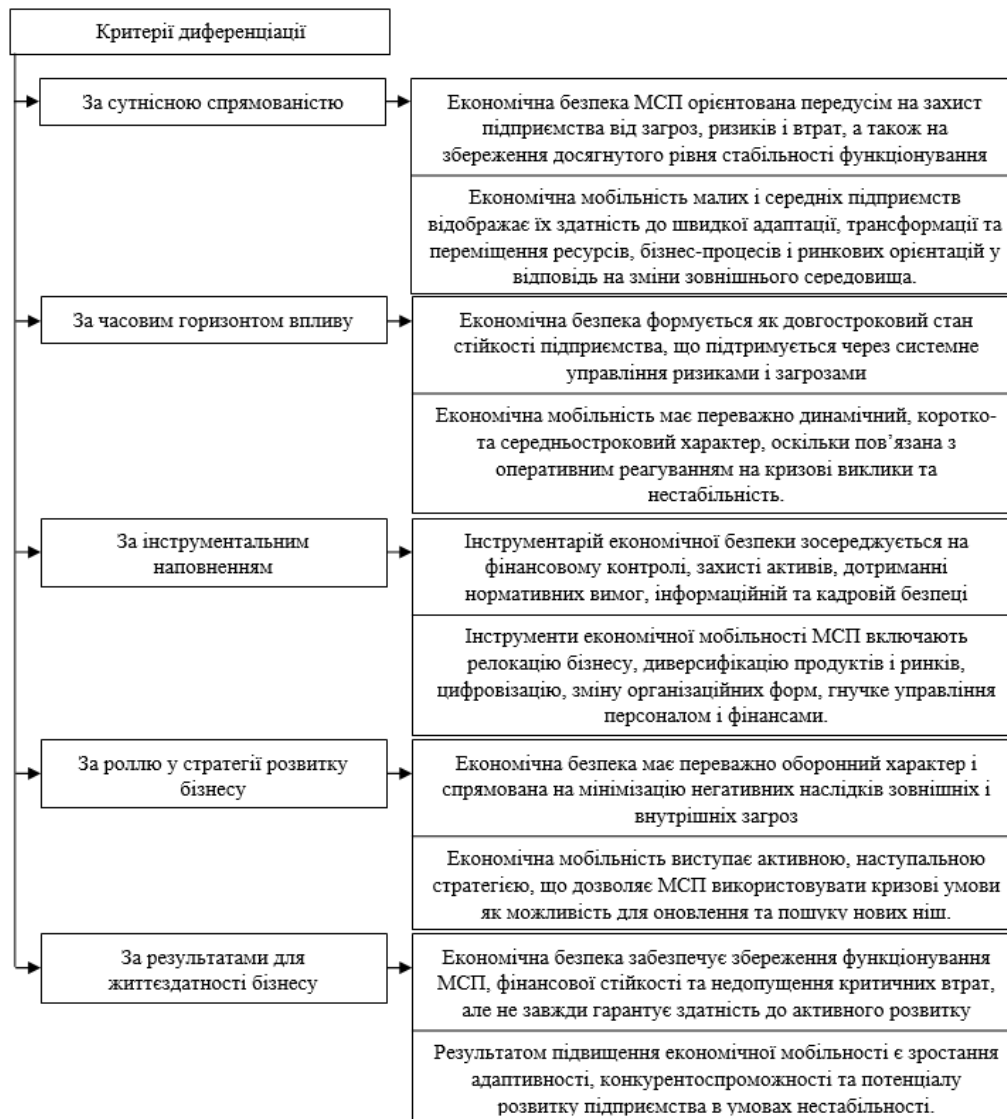 Критерії диференціації
За сутнісною спрямованістю
Економічна безпека МСП орієнтована передусім на захист
підприємства від загроз, ризиків і втрат, а також на
збереження досягнутого рівня стабільності функціонування
Економічна мобільність малих і середніх підприємств
відображає їх здатність до швидкої адаптації, трансформації та
переміщення ресурсів, бізнес-процесів і ринкових орієнтацій у
відповідь на зміни зовнішнього середовища.
За часовим горизонтом впливу
Економічна безпека формується як довгостроковий стан
стійкості підприємства, що підтримується через системне
управління ризиками і загрозами
Економічна мобільність має переважно динамічний, коротко-
та середньостроковий характер, оскільки пов’язана з
оперативним реагуванням на кризові виклики та
нестабільність.
За інструментальним
наповненням
Інструментарій економічної безпеки зосереджується на
фінансовому контролі, захисті активів, дотриманні
нормативних вимог, інформаційній та кадровій безпеці
Інструменти економічної мобільності МСП включають
релокацію бізнесу, диверсифікацію продуктів і ринків,
цифровізацію, зміну організаційних форм, гнучке управління
персоналом і фінансами.
За роллю у стратегії розвитку
бізнесу
Економічна безпека має переважно оборонний характер і
спрямована на мінімізацію негативних наслідків зовнішніх і
внутрішніх загроз
Економічна мобільність виступає активною, наступальною
стратегією, що дозволяє МСП використовувати кризові умови
як можливість для оновлення та пошуку нових ніш.
За результатами для
життєздатності бізнесу
Економічна безпека забезпечує збереження функціонування
МСП, фінансової стійкості та недопущення критичних втрат,
але не завжди гарантує здатність до активного розвитку
Результатом підвищення економічної мобільності є зростання
адаптивності, конкурентоспроможності та потенціалу
розвитку підприємства в умовах нестабільності.